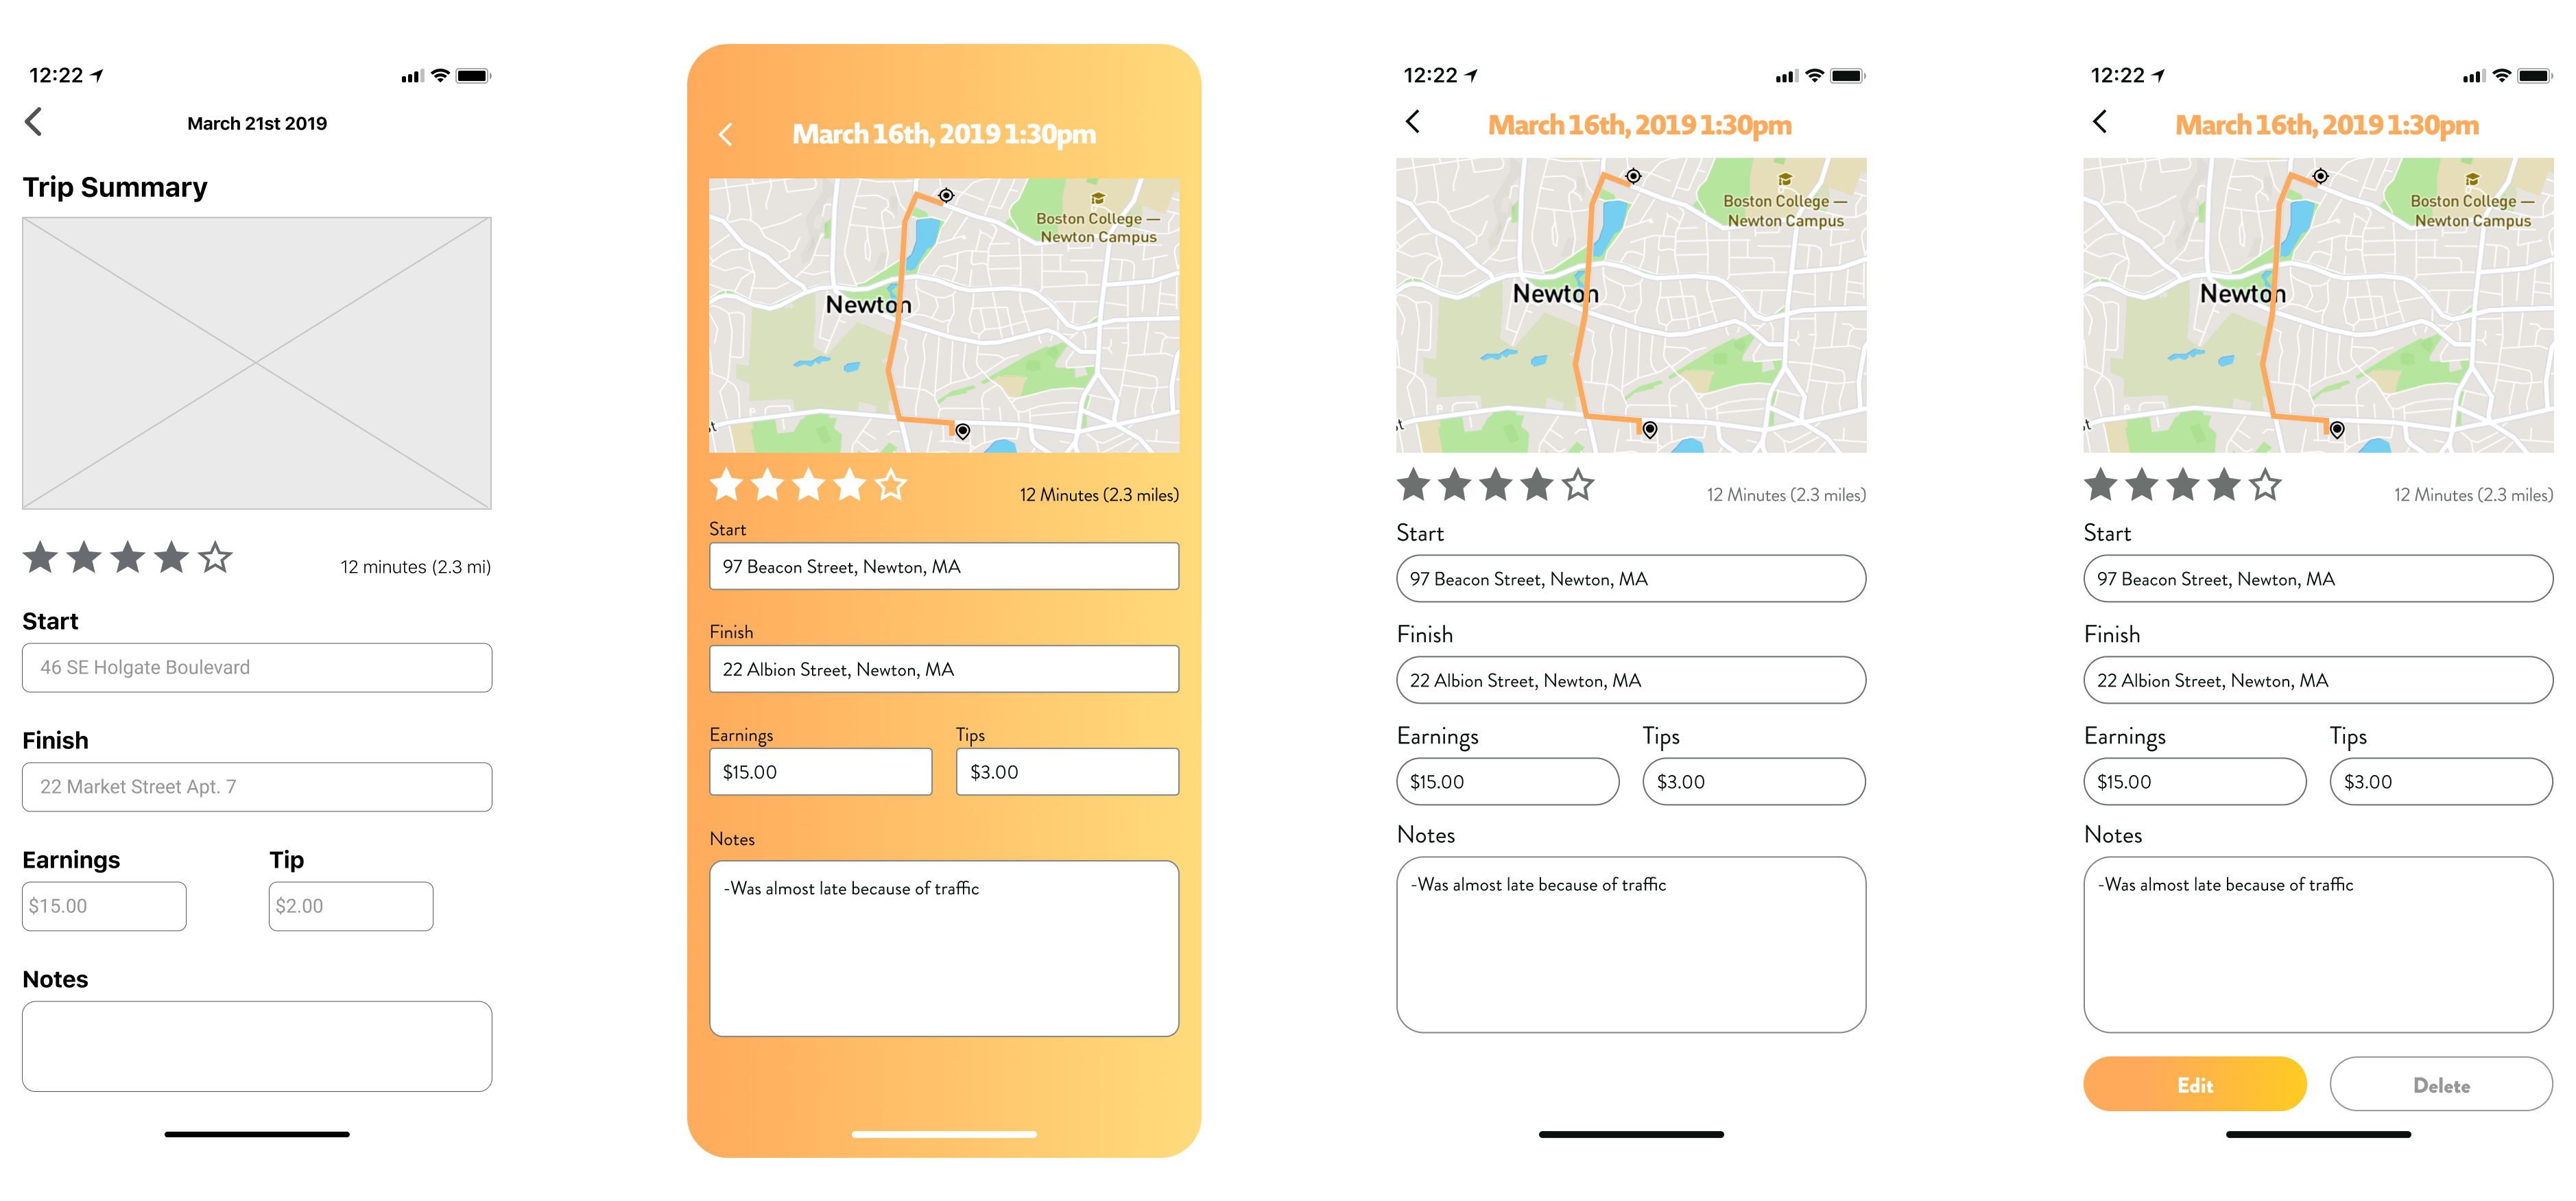 12:22
March 21st 2019
Trip Summary
12 minutes (2.3 mi)
Start
46 SE Holgate Boulevard
Finish
22 Market Street Apt. 7
Earnings Tip
$15.00 $2.00
Notes
March 16th, 2019 1:30pm
Boston College —
Newton Campus
Newton
12 Minutes (2.3 miles)
Start
97 Beacon Street, Newton, MA
Finish
22 Albion Street, Newton, MA
Earnings Tips
$15.00 $3.00
Notes
-Was almost late because of traffic
12:22
March 16th, 2019 1:30pm
Boston College —
Newton Campus
Newton
12 Minutes (2.3 miles)
Start
97 Beacon Street, Newton, MA
Finish
22 Albion Street, Newton, MA
Earnings Tips
$15.00 $3.00
Notes
-Was almost late because of traffic
12:22
March 16th, 2019 1:30pm
Boston College —
Newton Campus
Newton
12 Minutes (2.3 miles)
Start
97 Beacon Street, Newton, MA
Finish
22 Albion Street, Newton, MA
Earnings Tips
$15.00 $3.00
Notes
-Was almost late because of traffic
Edit Delete